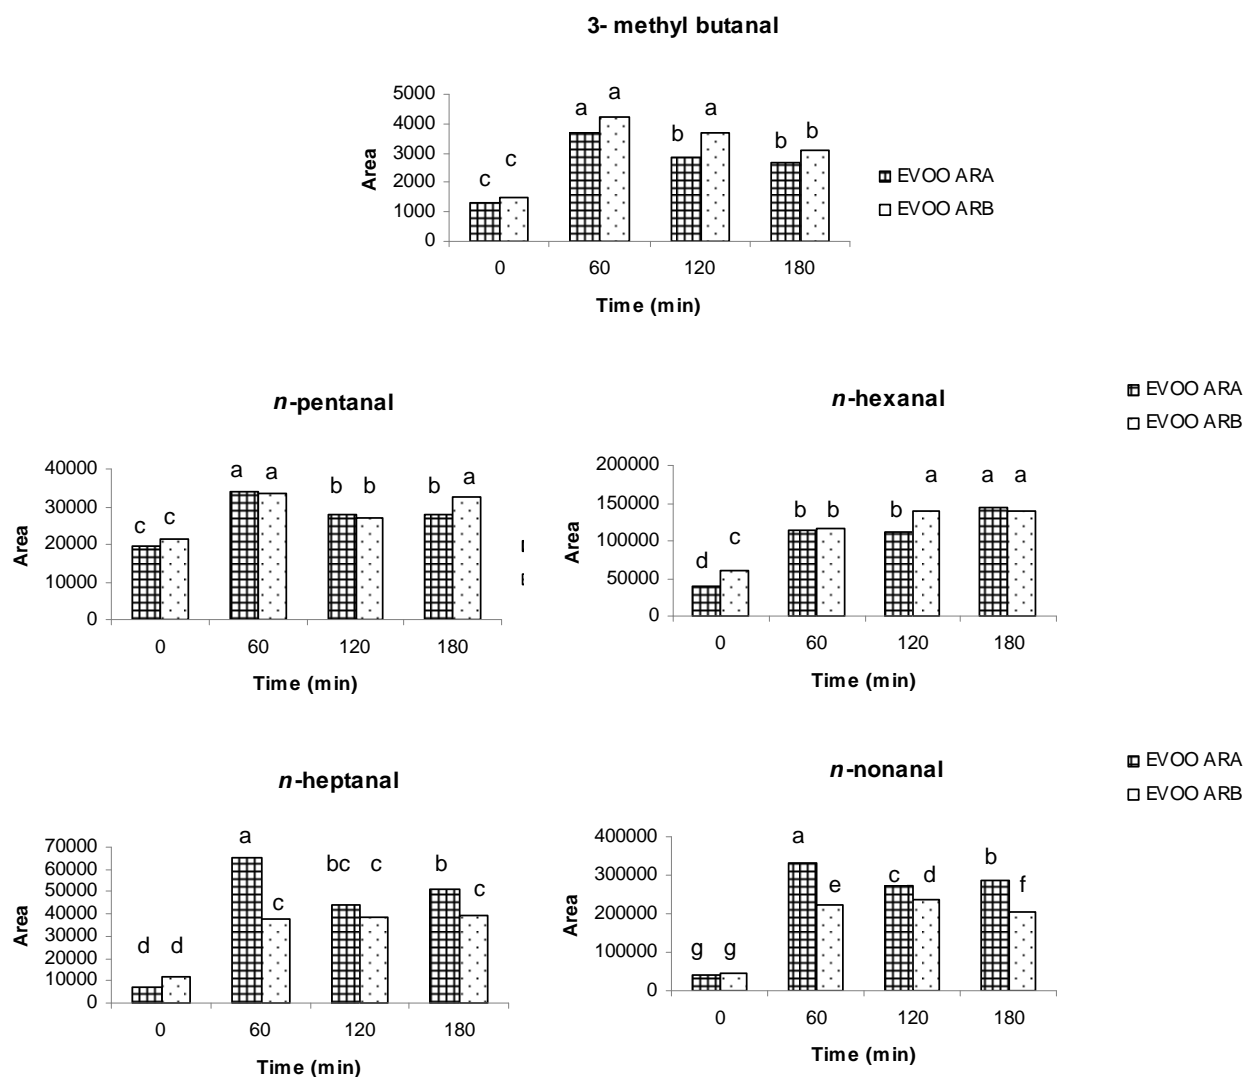 3- methyl butanal
5000
4000
3000
2000
1000
0
Area
c c a a b a b b
0 60 120 180
Time (min)
EVOO ARA
EVOO ARB
n-pentanal
40000
30000
20000
10000
0
Area
c c a a b b b a
0 60 120 180
Time (min)
n-hexanal
EVOO ARA
EVOO ARB
200000
150000
100000
50000
0
Area
d c b b b a a a
0 60 120 180
Time (min)
n-heptanal
70000
60000
50000
40000
30000
20000
10000
0
Area
d d a c bc c b c
0 60 120 180
Time (min)
n-nonanal
EVOO ARA
EVOO ARB
400000
300000
200000
100000
0
Area
g g a e c d b f
0 60 120 180
Time (min)